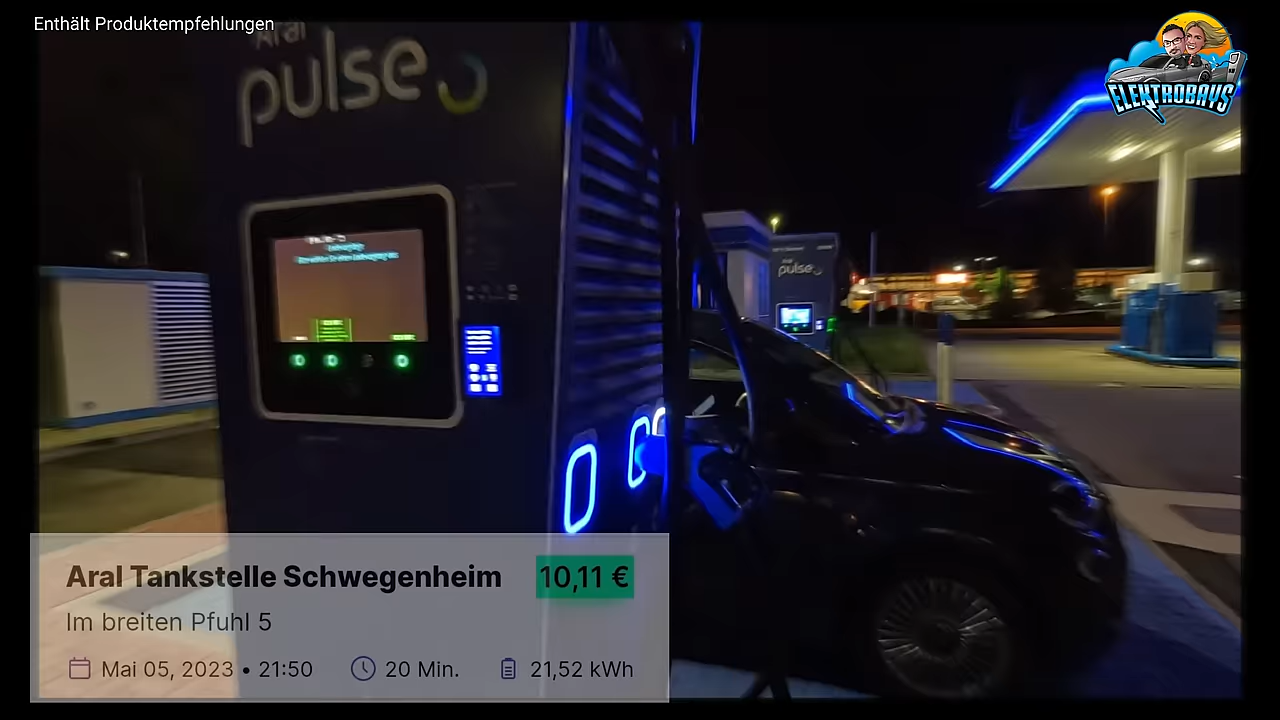 Enthält Produktempfehlungen
ELEKTROBAYS
Aral
pulse
Aral
pulse
Aral Tankstelle Schwegenheim
10,11 €
Im breiten Pfuhl 5
Mai 05, 2023 • 21:50
20 Min.
21,52 kWh